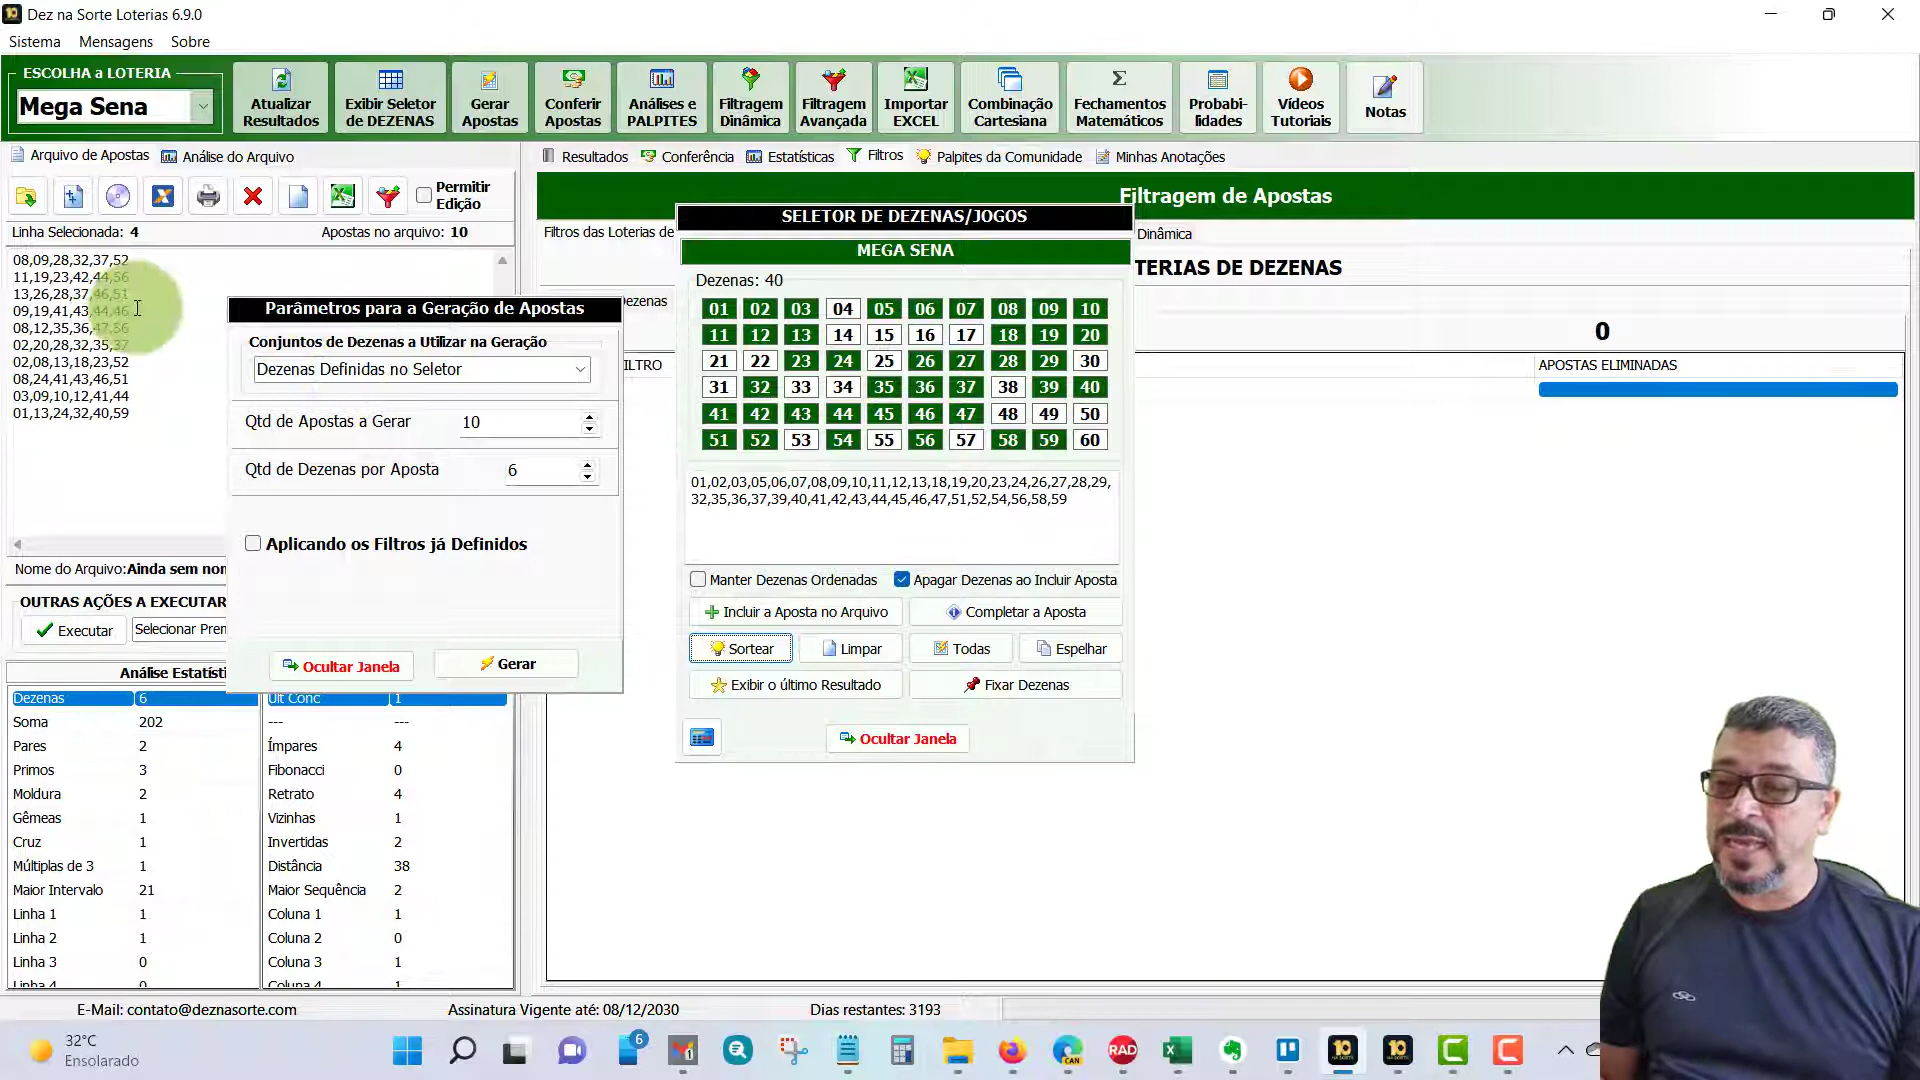 Dez na Sorte Loterias 6.9.0
Sistema Mensagens Sobre
ESCOLHA a LOTERIA
Mega Sena
Atualizar Resultados
Exibir Seletor de DEZENAS
Gerar Apostas
Conferir Apostas
Análises e PALPITES
Filtragem Dinâmica
Filtragem Avançada
Importar EXCEL
Combinação Cartesiana
Fechamentos Matemáticos
Probabi-lidades
Vídeos Tutoriais
Notas
Arquivo de Apostas Análise do Arquivo
Permitir Edição
Linha Selecionada: 4 Apostas no arquivo: 10
08,09,28,32,37,52
11,19,23,42,44,56
13,26,28,37,46,51
09,19,41,43,44,46
08,12,35,36,47,56
02,20,28,32,35,37
02,08,13,18,23,52
08,24,41,43,46,51
03,09,10,12,41,44
01,13,24,32,40,59
Nome do Arquivo:Ainda sem nom
OUTRAS AÇÕES A EXECUTAR
Executar Selecionar Prem
Análise Estatísti
Dezenas 6 Ult Conc 1
Soma 202 --- ---
Pares 2 Ímpares 4
Primos 3 Fibonacci 0
Moldura 2 Retrato 4
Gêmeas 1 Vizinhas 1
Cruz 1 Invertidas 2
Múltiplas de 3 1 Distância 38
Maior Intervalo 21 Maior Sequência 2
Linha 1 1 Coluna 1 1
Linha 2 1 Coluna 2 0
Linha 3 0 Coluna 3 1
Linha 4 0 Coluna 4 1
Parâmetros para a Geração de Apostas
Conjuntos de Dezenas a Utilizar na Geração
Dezenas Definidas no Seletor
Qtd de Apostas a Gerar 10
Qtd de Dezenas por Aposta 6
Aplicando os Filtros já Definidos
Ocultar Janela Gerar
Resultados Conferência Estatísticas Filtros Palpites da Comunidade Minhas Anotações
Filtragem de Apostas
Filtros das Loterias de
Dinâmica
TERIAS DE DEZENAS
Dezenas
0
ILTRO
APOSTAS ELIMINADAS
SELETOR DE DEZENAS/JOGOS
MEGA SENA
Dezenas: 40
01 02 03 04 05 06 07 08 09 10
11 12 13 14 15 16 17 18 19 20
21 22 23 24 25 26 27 28 29 30
31 32 33 34 35 36 37 38 39 40
41 42 43 44 45 46 47 48 49 50
51 52 53 54 55 56 57 58 59 60
01,02,03,05,06,07,08,09,10,11,12,13,18,19,20,23,24,26,27,28,29,
32,35,36,37,39,40,41,42,43,44,45,46,47,51,52,54,56,58,59
Manter Dezenas Ordenadas Apagar Dezenas ao Incluir Aposta
Incluir a Aposta no Arquivo Completar a Aposta
Sortear Limpar Todas Espelhar
Exibir o último Resultado Fixar Dezenas
Ocultar Janela
E-Mail: contato@deznasorte.com Assinatura Vigente até: 08/12/2030 Dias restantes: 3193
32°C
Ensolarado
6
CAN
RAD
10
10